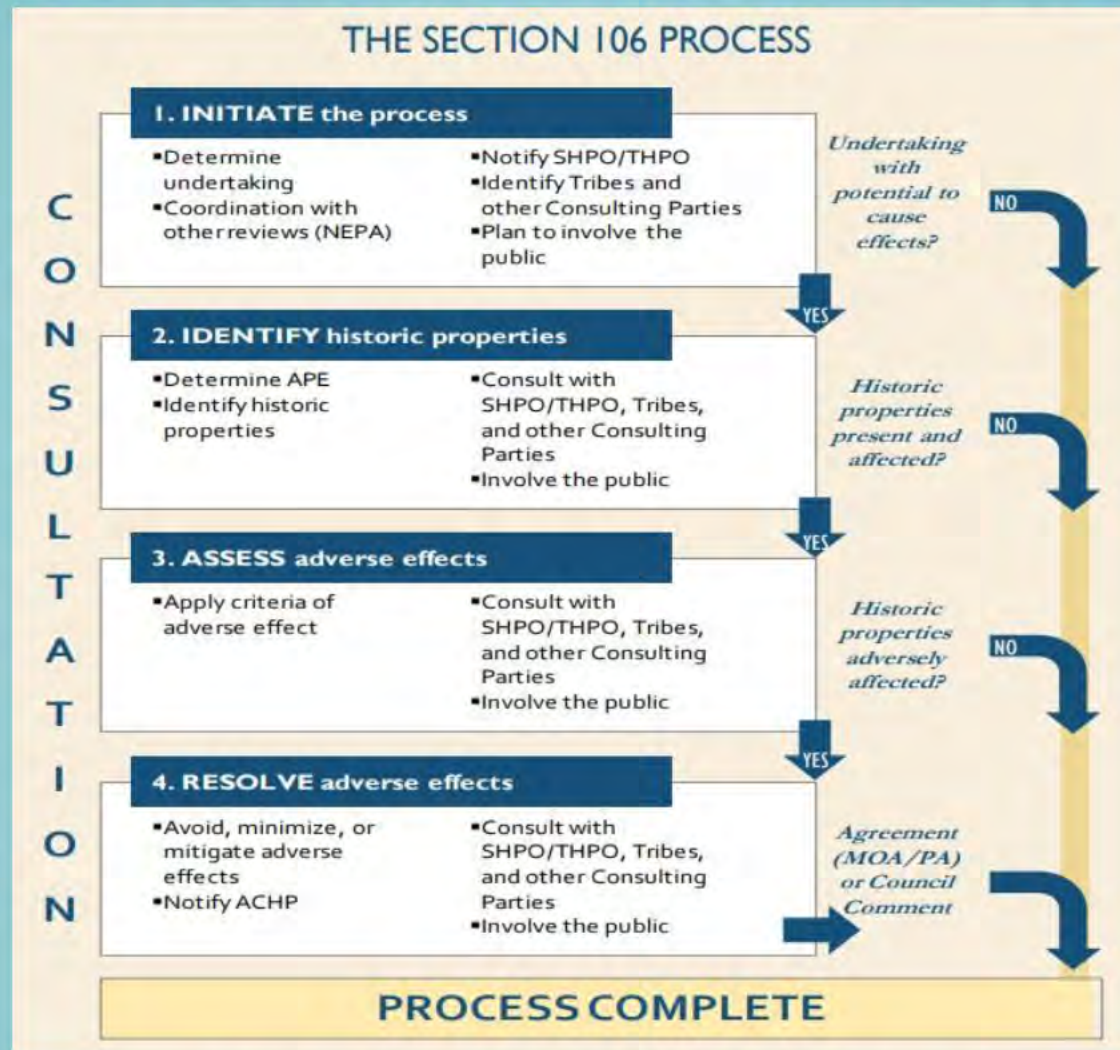 THE SECTION 106 PROCESS
CONSULTATION
1. INITIATE the process
▪Determine
undertaking
▪Coordination with
other reviews (NEPA)
▪Notify SHPO/THPO
▪Identify Tribes and
other Consulting Parties
▪Plan to involve the
public
Undertaking
with
potential to
cause
effects?
NO
YES
2. IDENTIFY historic properties
▪Determine APE
▪Identify historic
properties
▪Consult with
SHPO/THPO, Tribes,
and other Consulting
Parties
▪Involve the public
Historic
properties
present and
affected?
NO
YES
3. ASSESS adverse effects
▪Apply criteria of
adverse effect
▪Consult with
SHPO/THPO, Tribes,
and other Consulting
Parties
▪Involve the public
Historic
properties
adversely
affected?
NO
YES
4. RESOLVE adverse effects
▪Avoid, minimize, or
mitigate adverse
effects
▪Notify ACHP
▪Consult with
SHPO/THPO, Tribes,
and other Consulting
Parties
▪Involve the public
Agreement
(MOA/PA)
or Council
Comment
PROCESS COMPLETE